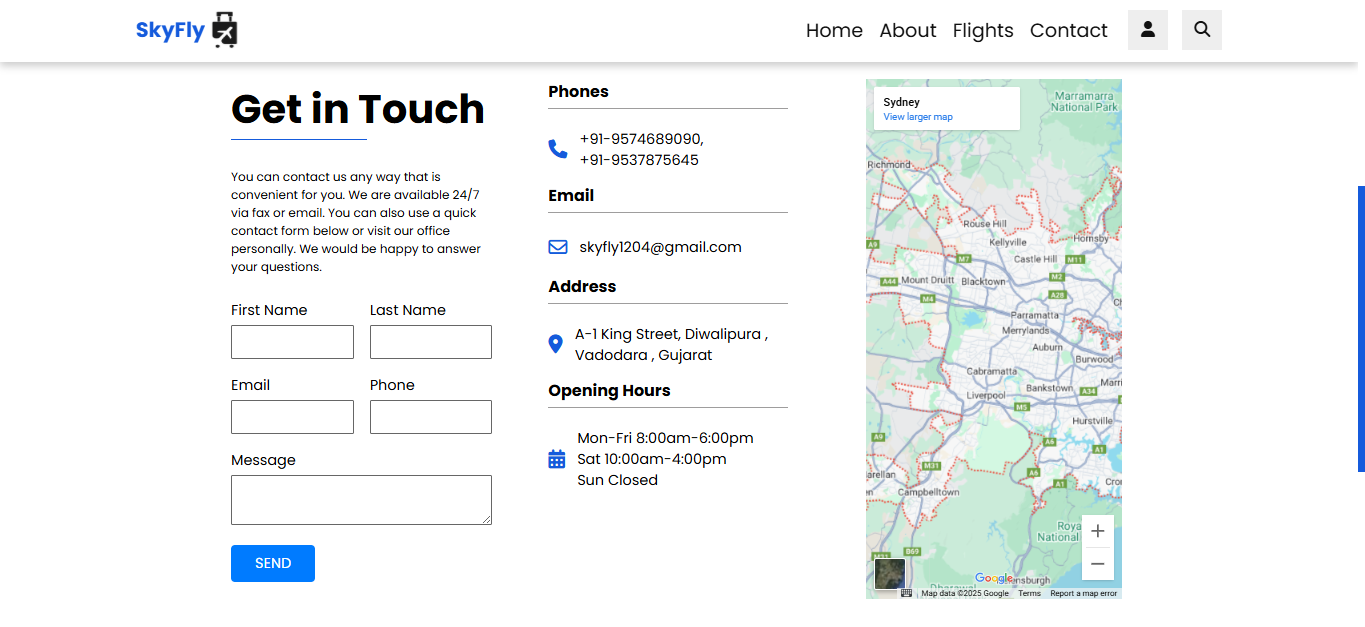 SkyFly
Home About Flights Contact
Get in Touch
You can contact us any way that is
convenient for you. We are available 24/7
via fax or email. You can also use a quick
contact form below or visit our office
personally. We would be happy to answer
your questions.
First Name Last Name
Email Phone
Message
SEND
Phones
+91-9574689090,
+91-9537875645
Email
skyfly1204@gmail.com
Address
A-1 King Street, Diwalipura ,
Vadodara , Gujarat
Opening Hours
Mon-Fri 8:00am-6:00pm
Sat 10:00am-4:00pm
Sun Closed
Sydney
View larger map
Marramarra
National Park
Richmond
Rouse Hill
A9
Kellyville
Hornsby
M7
Castle Hill
M11
A44
Mount Druitt
Blacktown
M2
M4
A28
Parramatta
Merrylands
Auburn
Burwood
Cabramatta
Bankstown
A34
Liverpool
M5
Hurstville
A9
A6
A1
M31
A6
A1
Campbelltown
National
B69
Google
Map data ©2025 Google Terms Report a map error